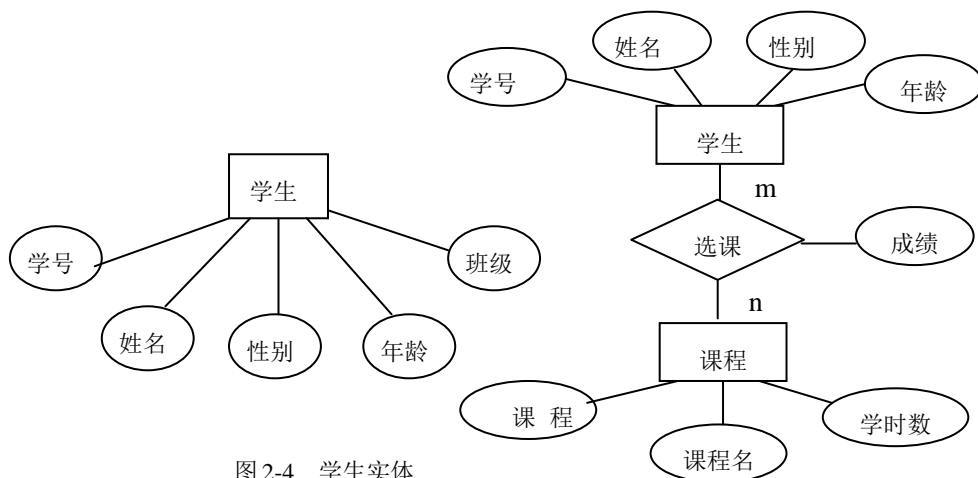 学生
学号
姓名
性别
年龄
班级
图 2-4 学生实体
学号
姓名
性别
年龄
学生
m
选课
成绩
n
课程
课 程
课程名
学时数